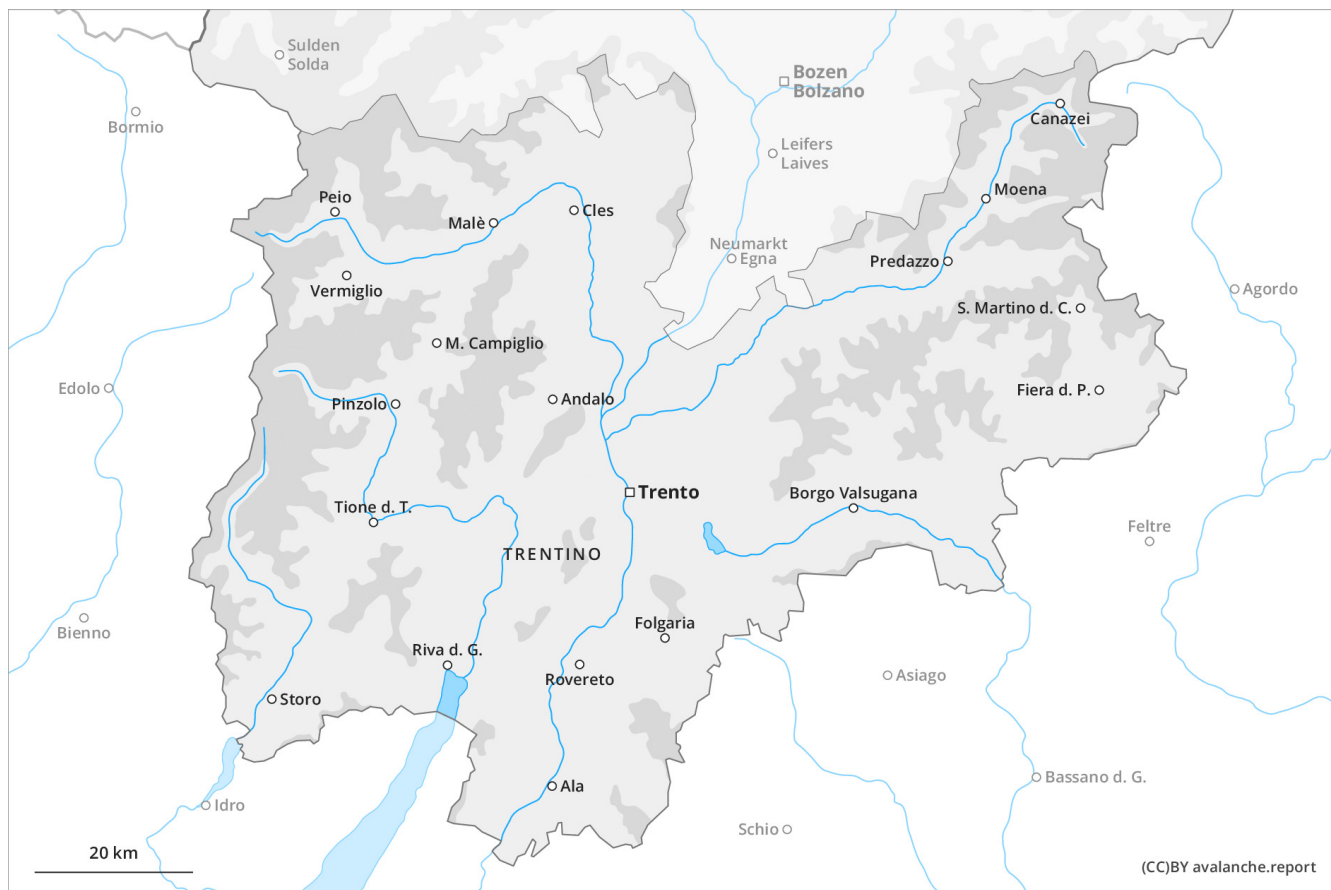 Sulden
Solda
Bozen
Bolzano
Bormio
Canazei
Leifers
Laives
Peio
Moena
Malè
Cles
Neumarkt
Egna
Predazzo
Vermiglio
Agordo
S. Martino d. C.
M. Campiglio
Edolo
Andalo
Fiera d. P.
Pinzolo
Trento
Borgo Valsugana
Tione d. T.
Feltre
TRENTINO
Bienno
Folgaria
Riva d. G.
Rovereto
Asiago
Storo
Bassano d. G.
Ala
Idro
Schio
20 km
(CC)BY avalanche.report